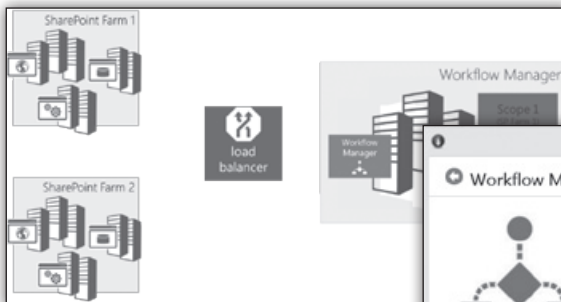 SharePoint Farm 1
load
balancer
Workflow Manager
Scope 1
Workflow
Manager
Workflow M
SharePoint Farm 2